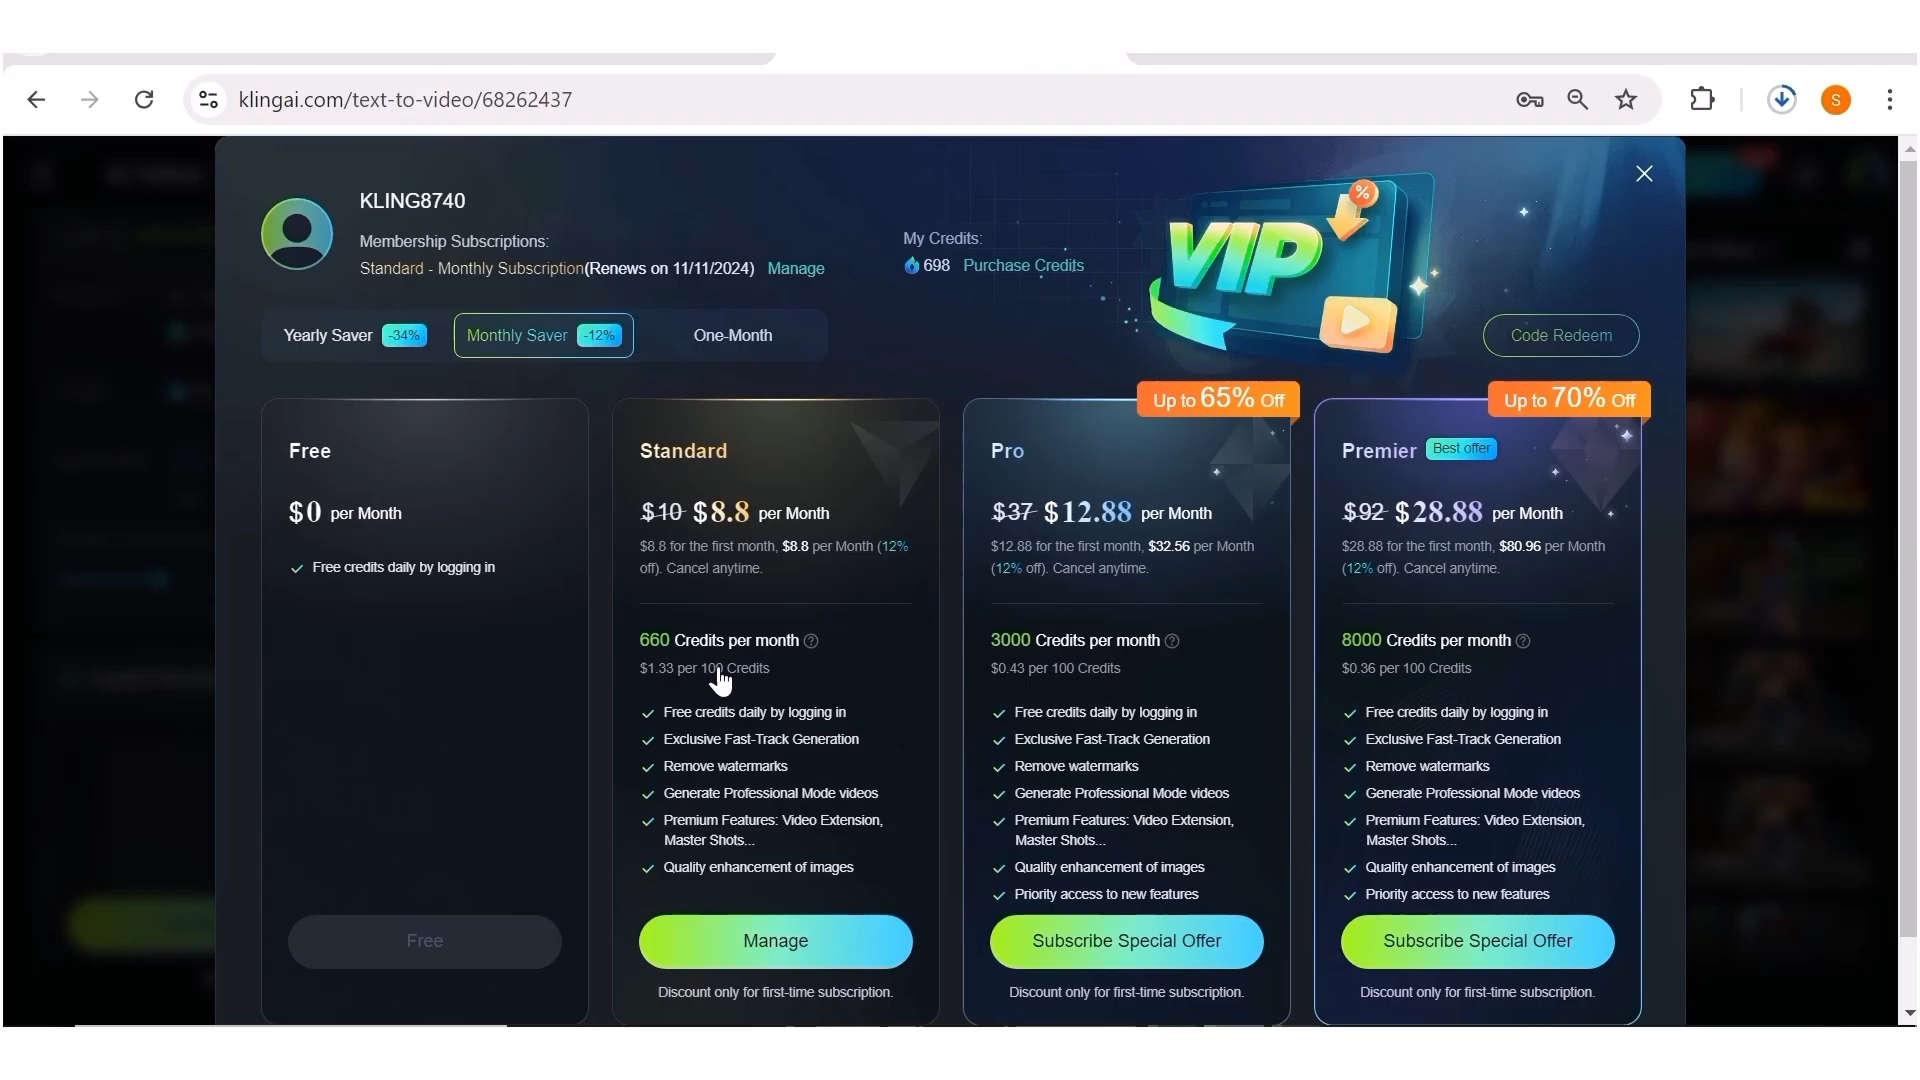 klingai.com/text-to-video/68262437
S
KLING8740
Membership Subscriptions:
Standard - Monthly Subscription(Renews on 11/11/2024) Manage
My Credits:
698 Purchase Credits
VIP
%
Yearly Saver -34%
Monthly Saver -12%
One-Month
Code Redeem
Free
$0 per Month
Free credits daily by logging in
Free
Standard
$10 $8.8 per Month
$8.8 for the first month, $8.8 per Month (12%
off). Cancel anytime.
660 Credits per month
$1.33 per 100 Credits
Free credits daily by logging in
Exclusive Fast-Track Generation
Remove watermarks
Generate Professional Mode videos
Premium Features: Video Extension,
Master Shots...
Quality enhancement of images
Manage
Discount only for first-time subscription.
Up to 65% Off
Pro
$37 $12.88 per Month
$12.88 for the first month, $32.56 per Month
(12% off). Cancel anytime.
3000 Credits per month
$0.43 per 100 Credits
Free credits daily by logging in
Exclusive Fast-Track Generation
Remove watermarks
Generate Professional Mode videos
Premium Features: Video Extension,
Master Shots...
Quality enhancement of images
Priority access to new features
Subscribe Special Offer
Discount only for first-time subscription.
Up to 70% Off
Premier Best offer
$92 $28.88 per Month
$28.88 for the first month, $80.96 per Month
(12% off). Cancel anytime.
8000 Credits per month
$0.36 per 100 Credits
Free credits daily by logging in
Exclusive Fast-Track Generation
Remove watermarks
Generate Professional Mode videos
Premium Features: Video Extension,
Master Shots...
Quality enhancement of images
Priority access to new features
Subscribe Special Offer
Discount only for first-time subscription.